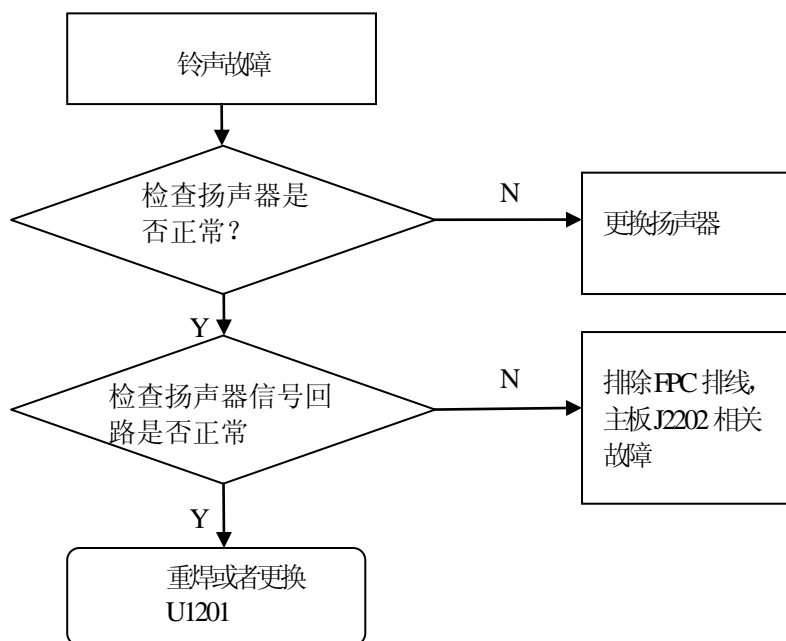 铃声故障
检查扬声器是
否正常？
N
更换扬声器
Y
检查扬声器信号回
路是否正常
N
排除FPC 排线，
主板J2202 相关
故障
Y
重焊或者更换
U1201